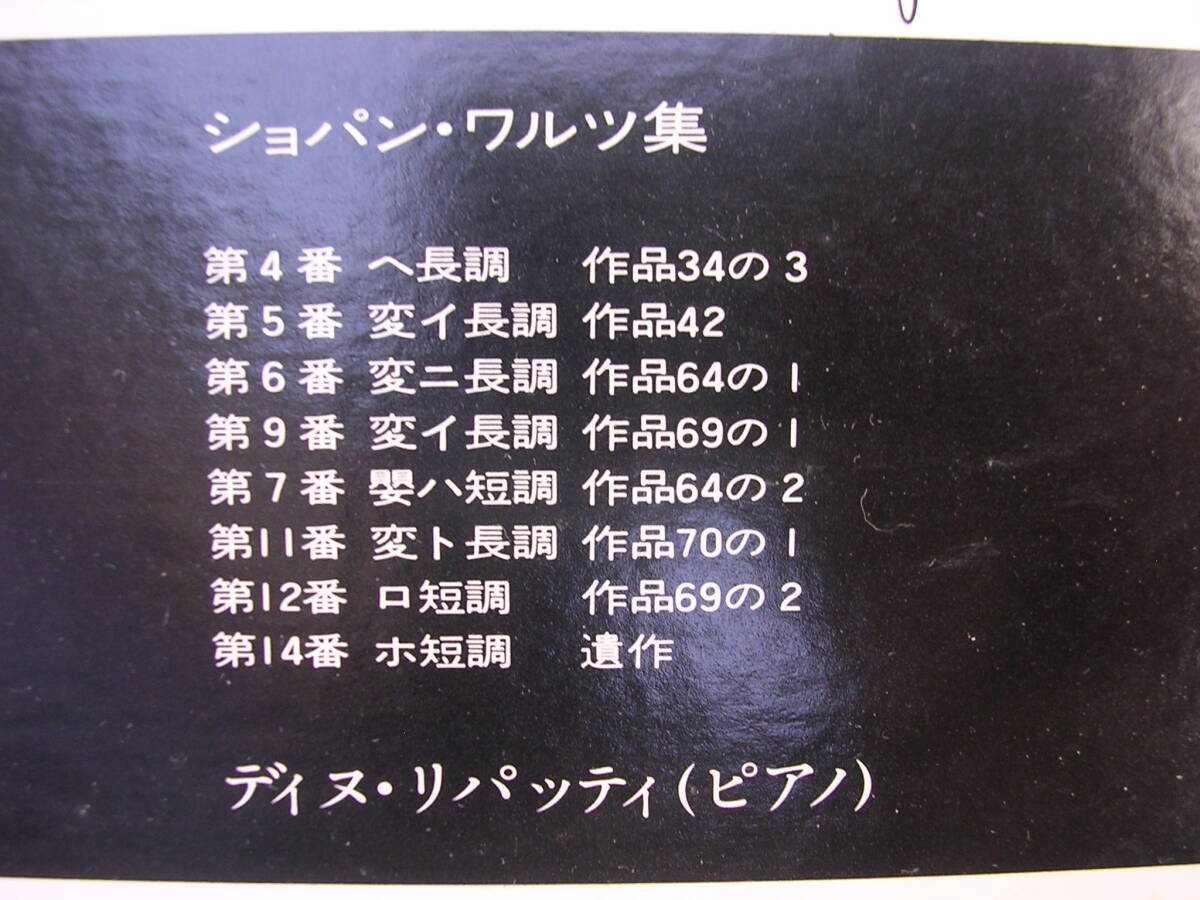 ショパン・ワルツ集
第4番 ヘ長調 作品34の3
第5番 変イ長調 作品42
第6番 変ニ長調 作品64の1
第9番 変イ長調 作品69の1
第7番 嬰ハ短調 作品64の2
第11番 変ト長調 作品70の1
第12番 ロ短調 作品69の2
第14番 ホ短調 遺作
ディヌ・リパッティ(ピアノ)